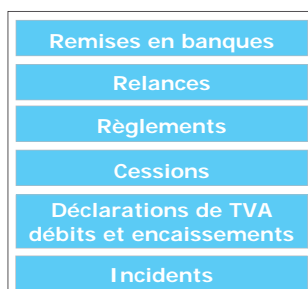 Remises en banques
Relances
Règlements
Cessions
Déclarations de TVA
débits et encaissements
Incidents